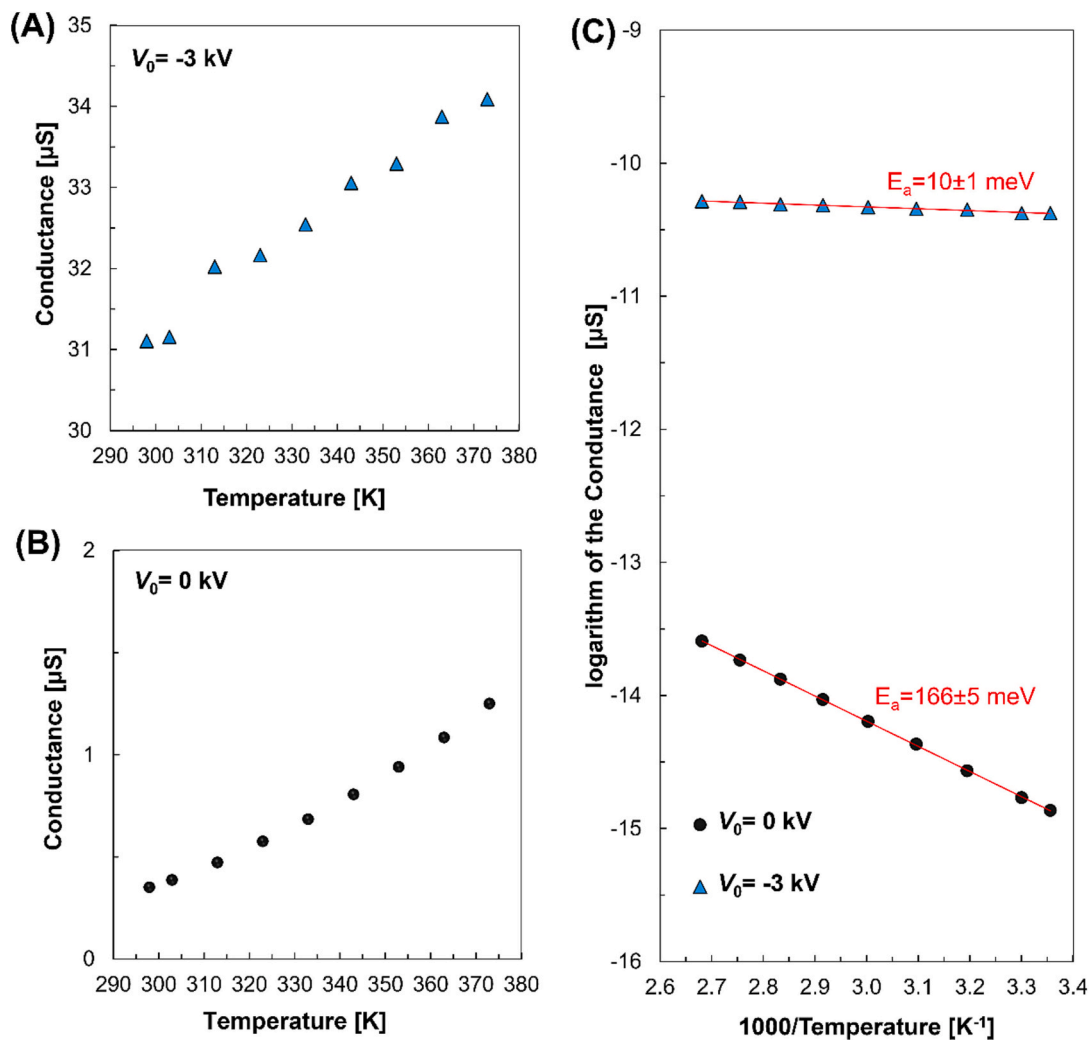 (A)
V₀= -3 kV
35
34
33
32
31
30
Conductance [µS]
290 300 310 320 330 340 350 360 370 380
Temperature [K]
(B)
V₀= 0 kV
2
1
0
Conductance [µS]
290 300 310 320 330 340 350 360 370 380
Temperature [K]
(C)
-9
-10
-11
-12
-13
-14
-15
-16
logarithm of the Condutance [µS]
Eₐ=10±1 meV
Eₐ=166±5 meV
V₀= 0 kV
V₀= -3 kV
2.6 2.7 2.8 2.9 3.0 3.1 3.2 3.3 3.4
1000/Temperature [K⁻¹]